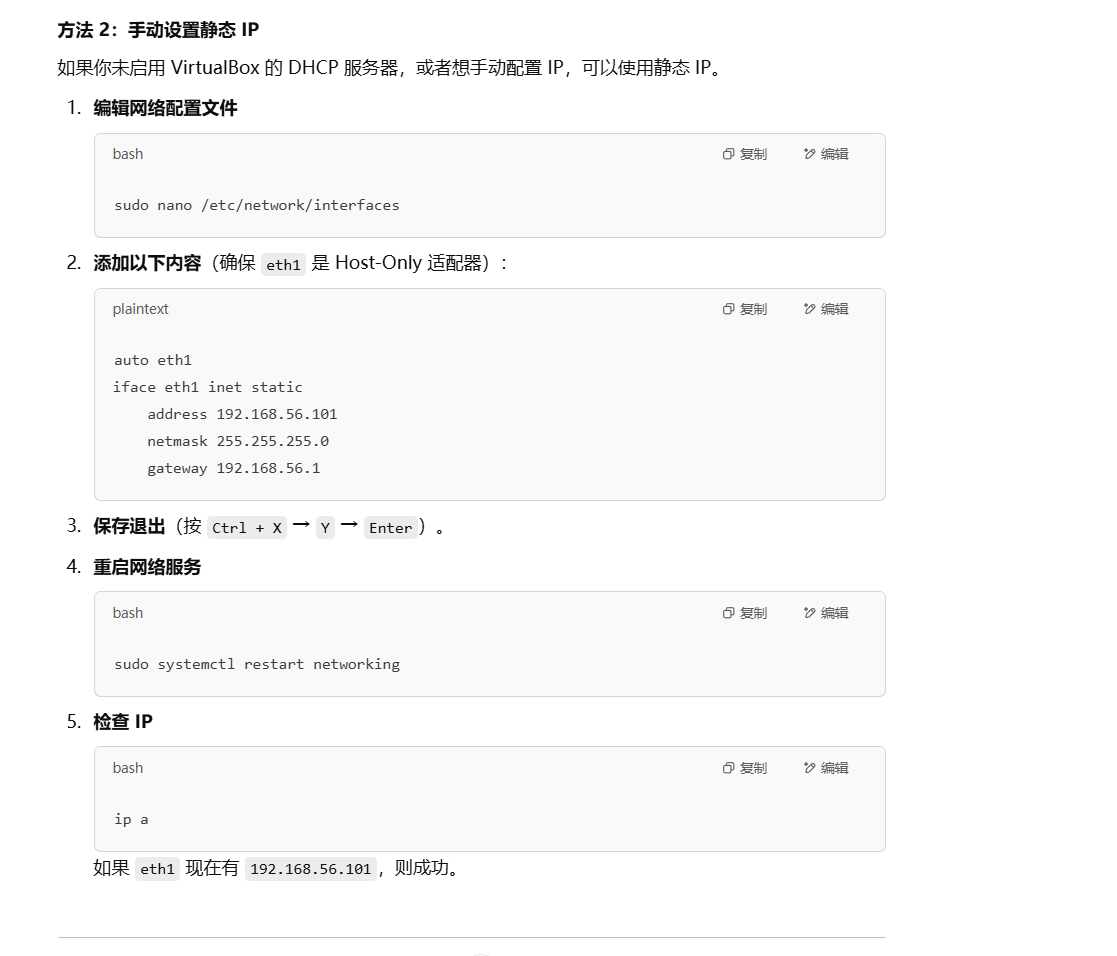 方法 2：手动设置静态 IP
如果你未启用 VirtualBox 的 DHCP 服务器，或者想手动配置 IP，可以使用静态 IP。
1. 编辑网络配置文件
bash 复制 编辑
sudo nano /etc/network/interfaces
2. 添加以下内容（确保 eth1 是 Host-Only 适配器）：
plaintext 复制 编辑
auto eth1
iface eth1 inet static
    address 192.168.56.101
    netmask 255.255.255.0
    gateway 192.168.56.1
3. 保存退出（按 Ctrl + X → Y → Enter）。
4. 重启网络服务
bash 复制 编辑
sudo systemctl restart networking
5. 检查 IP
bash 复制 编辑
ip a
如果 eth1 现在有 192.168.56.101，则成功。